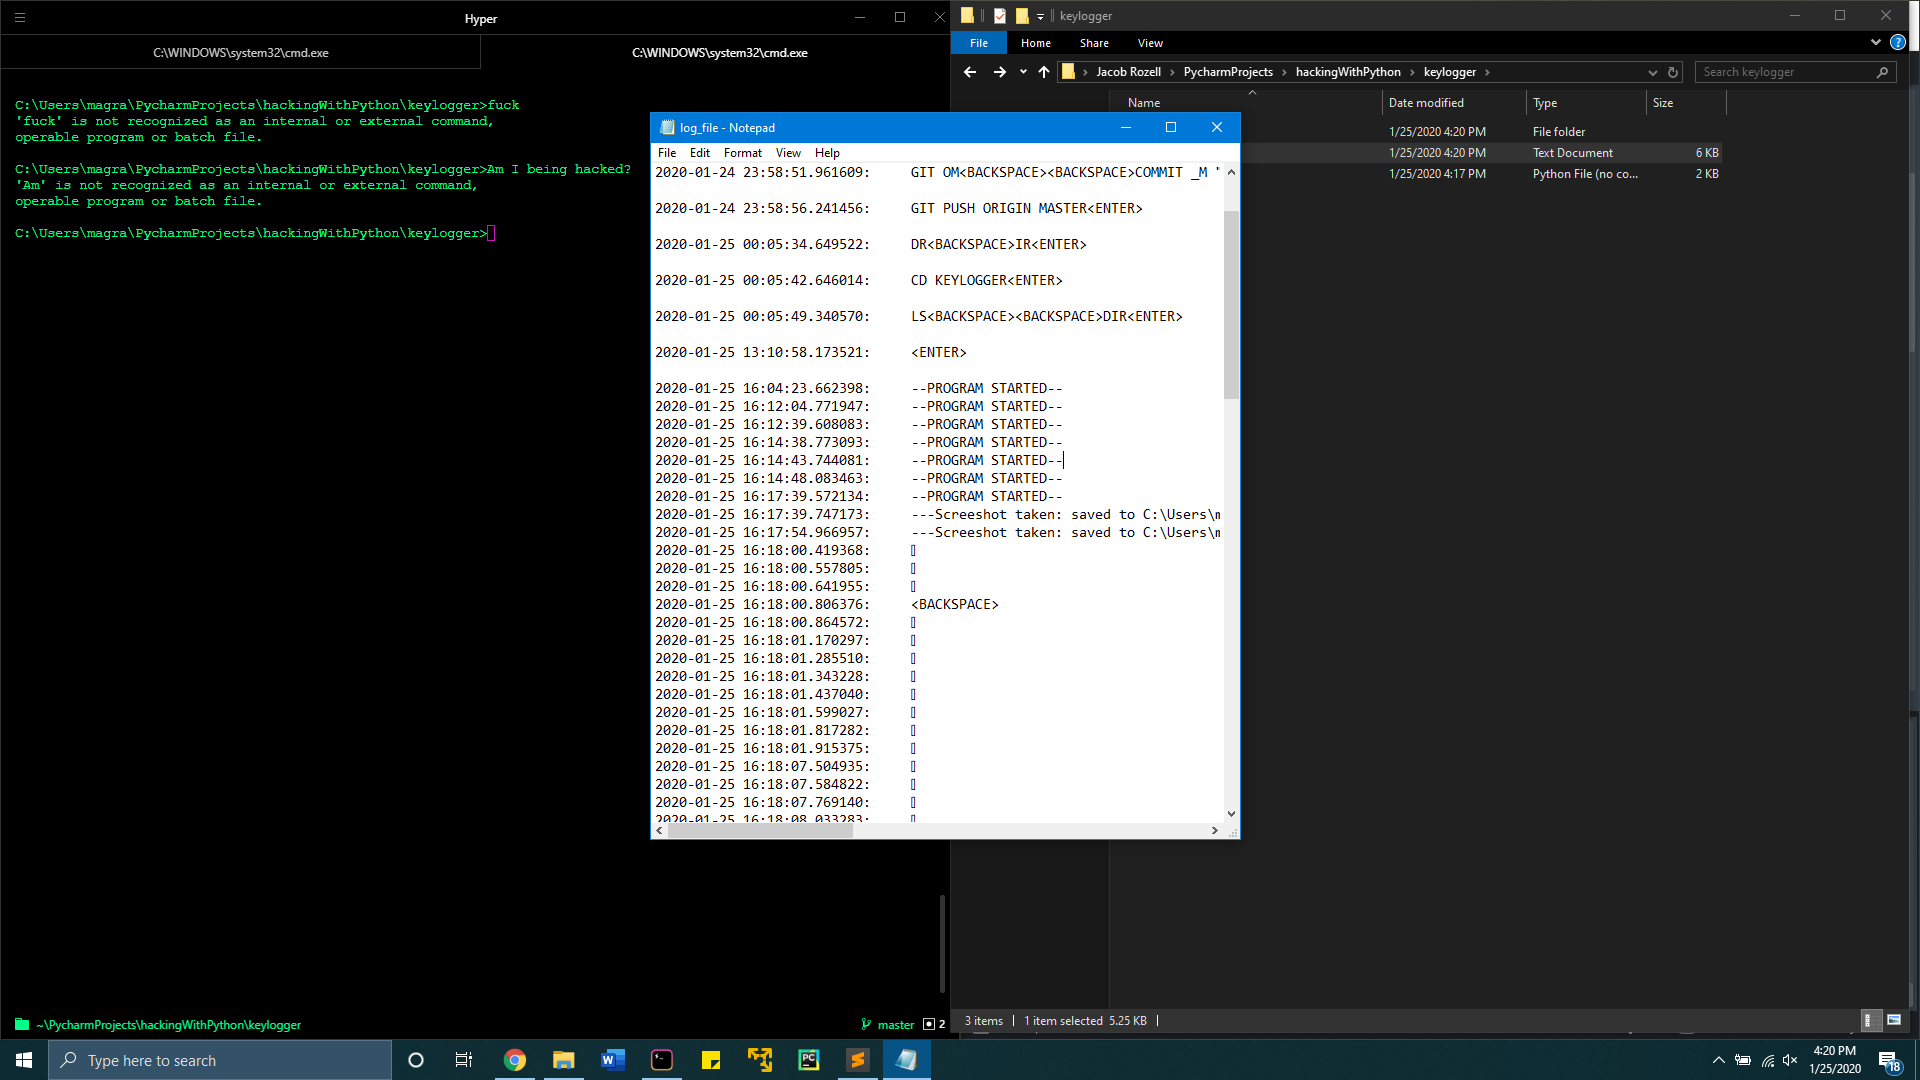 Hyper
C:\WINDOWS\system32\cmd.exe
C:\WINDOWS\system32\cmd.exe
C:\Users\magra\PycharmProjects\hackingWithPython\keylogger>fuck
'fuck' is not recognized as an internal or external command,
operable program or batch file.
C:\Users\magra\PycharmProjects\hackingWithPython\keylogger>Am I being hacked?
'Am' is not recognized as an internal or external command,
operable program or batch file.
C:\Users\magra\PycharmProjects\hackingWithPython\keylogger>
~\PycharmProjects\hackingWithPython\keylogger
master 2
keylogger
File Home Share View
Jacob Rozell > PycharmProjects > hackingWithPython > keylogger >
Search keylogger
Name Date modified Type Size
1/25/2020 4:20 PM File folder
1/25/2020 4:20 PM Text Document 6 KB
1/25/2020 4:17 PM Python File (no co... 2 KB
log_file - Notepad
File Edit Format View Help
2020-01-24 23:58:51.961609: GIT OM<BACKSPACE><BACKSPACE>COMMIT _M '
2020-01-24 23:58:56.241456: GIT PUSH ORIGIN MASTER<ENTER>
2020-01-25 00:05:34.649522: DR<BACKSPACE>IR<ENTER>
2020-01-25 00:05:42.646014: CD KEYLOGGER<ENTER>
2020-01-25 00:05:49.340570: LS<BACKSPACE><BACKSPACE>DIR<ENTER>
2020-01-25 13:10:58.173521: <ENTER>
2020-01-25 16:04:23.662398: --PROGRAM STARTED--
2020-01-25 16:12:04.771947: --PROGRAM STARTED--
2020-01-25 16:12:39.608083: --PROGRAM STARTED--
2020-01-25 16:14:38.773093: --PROGRAM STARTED--
2020-01-25 16:14:43.744081: --PROGRAM STARTED--
2020-01-25 16:14:48.083463: --PROGRAM STARTED--
2020-01-25 16:17:39.572134: --PROGRAM STARTED--
2020-01-25 16:17:39.747173: ---Screeshot taken: saved to C:\Users\m
2020-01-25 16:17:54.966957: ---Screeshot taken: saved to C:\Users\m
2020-01-25 16:18:00.419368: ▯
2020-01-25 16:18:00.557805: ▯
2020-01-25 16:18:00.641955: ▯
2020-01-25 16:18:00.806376: <BACKSPACE>
2020-01-25 16:18:00.864572: ▯
2020-01-25 16:18:01.170297: ▯
2020-01-25 16:18:01.285510: ▯
2020-01-25 16:18:01.343228: ▯
2020-01-25 16:18:01.437040: ▯
2020-01-25 16:18:01.599027: ▯
2020-01-25 16:18:01.817282: ▯
2020-01-25 16:18:01.915375: ▯
2020-01-25 16:18:07.504935: ▯
2020-01-25 16:18:07.584822: ▯
2020-01-25 16:18:07.769140: ▯
2020-01-25 16:18:08.033283: ▯
3 items 1 item selected 5.25 KB
Type here to search
4:20 PM
1/25/2020
18